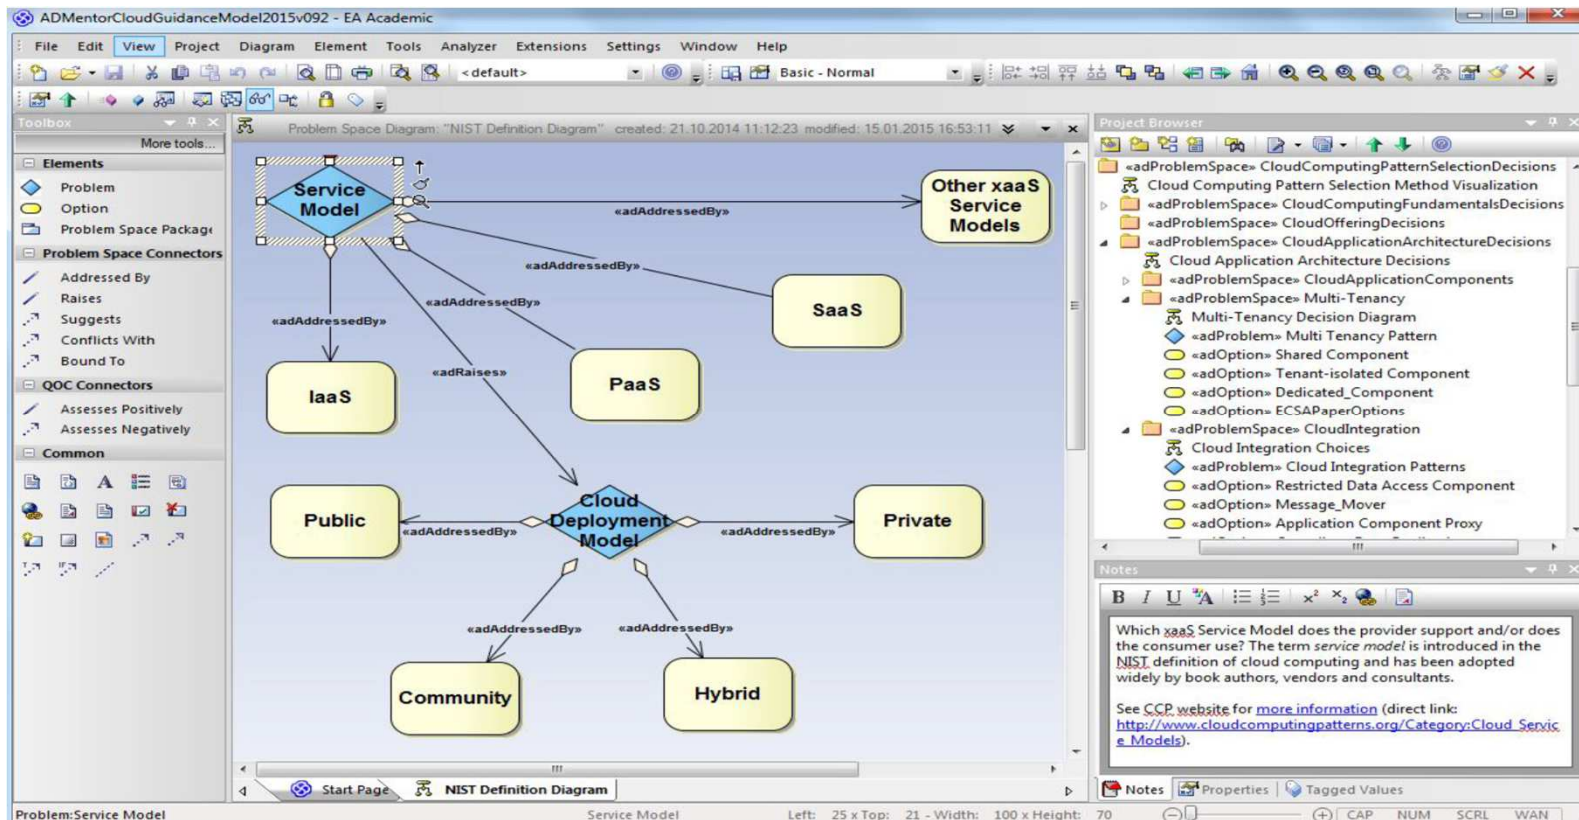 ADMentorCloudGuidanceModel2015v092 - EA Academic
File Edit View Project Diagram Element Tools Analyzer Extensions Settings Window Help
<default> Basic - Normal
Toolbox
More tools...
Elements
Problem
Option
Problem Space Package
Problem Space Connectors
Addressed By
Raises
Suggests
Conflicts With
Bound To
QOC Connectors
Assesses Positively
Assesses Negatively
Common
Problem Space Diagram: "NIST Definition Diagram" created: 21.10.2014 11:12:23 modified: 15.01.2015 16:53:11
Service
Model
Other xaaS
Service
Models
«adAddressedBy»
«adAddressedBy»
«adAddressedBy»
SaaS
«adAddressedBy»
«adRaises»
IaaS
PaaS
Public
Cloud
Deployment
Model
Private
«adAddressedBy»
«adAddressedBy»
«adAddressedBy»
«adAddressedBy»
Community
Hybrid
Start Page
NIST Definition Diagram
Project Browser
«adProblemSpace» CloudComputingPatternSelectionDecisions
Cloud Computing Pattern Selection Method Visualization
«adProblemSpace» CloudComputingFundamentalsDecisions
«adProblemSpace» CloudOfferingDecisions
«adProblemSpace» CloudApplicationArchitectureDecisions
Cloud Application Architecture Decisions
«adProblemSpace» CloudApplicationComponents
«adProblemSpace» Multi-Tenancy
Multi-Tenancy Decision Diagram
«adProblem» Multi Tenancy Pattern
«adOption» Shared Component
«adOption» Tenant-isolated Component
«adOption» Dedicated_Component
«adOption» ECSAPaperOptions
«adProblemSpace» CloudIntegration
Cloud Integration Choices
«adProblem» Cloud Integration Patterns
«adOption» Restricted Data Access Component
«adOption» Message_Mover
«adOption» Application Component Proxy
Notes
Which xaaS Service Model does the provider support and/or does
the consumer use? The term service model is introduced in the
NIST definition of cloud computing and has been adopted
widely by book authors, vendors and consultants.
See CCP website for more information (direct link:
http://www.cloudcomputingpatterns.org/Category:Cloud_Servic
e_Models).
Notes Properties Tagged Values
Problem:Service Model Service Model Left: 25 x Top: 21 - Width: 100 x Height: 70 CAP NUM SCRL WAN